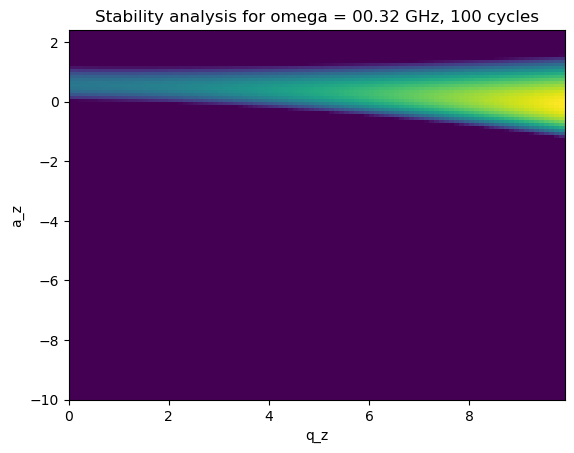 Stability analysis for omega = 00.32 GHz, 100 cycles
2
0
−2
−4
−6
−8
−10
a_z
0 2 4 6 8
q_z